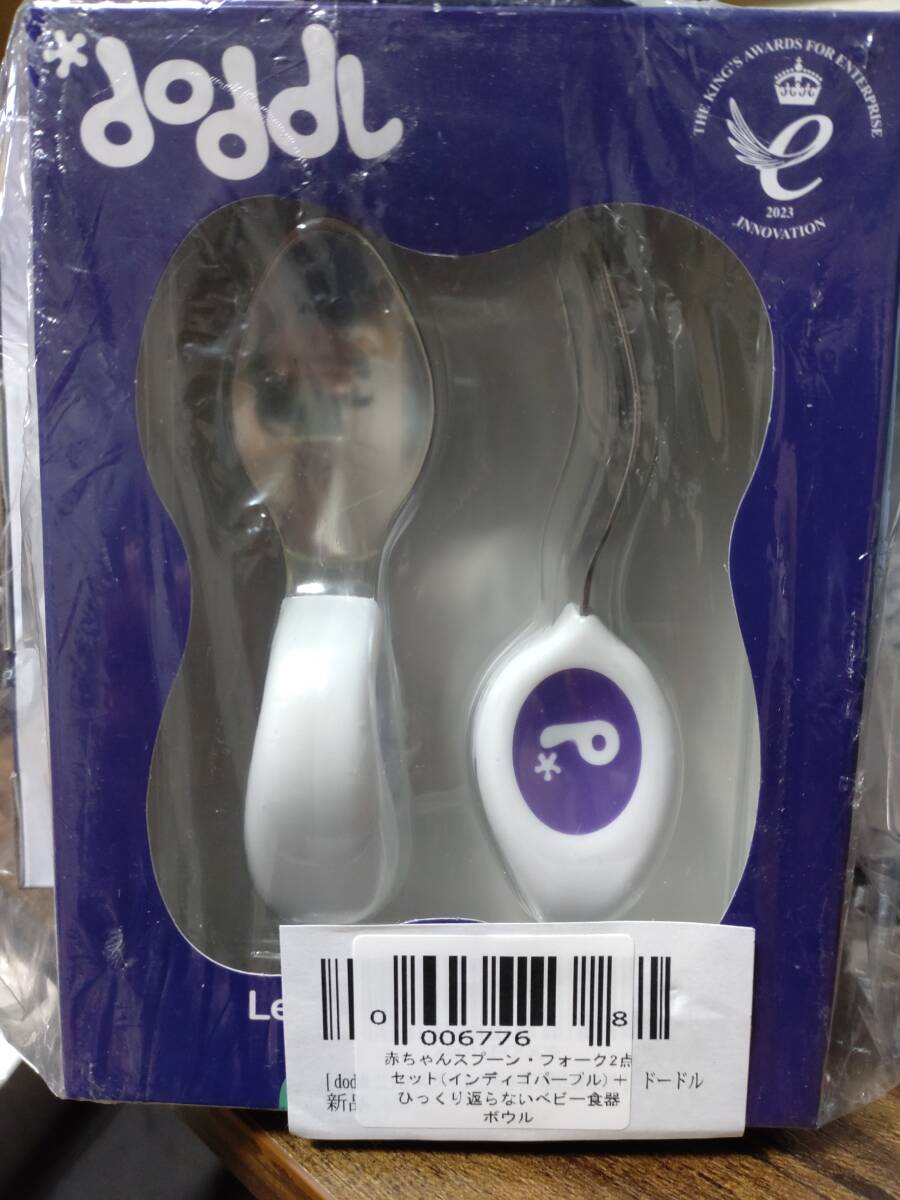 *doddl
THE KING'S AWARDS FOR ENTERPRISE
e
2023
INNOVATION
P*
Le
0 006776 8
赤ちゃんスプーン・フォーク2点
[dod セット(インディゴパープル)+ ドードル
新品 ひっくり返らないベビー食器
ボウル